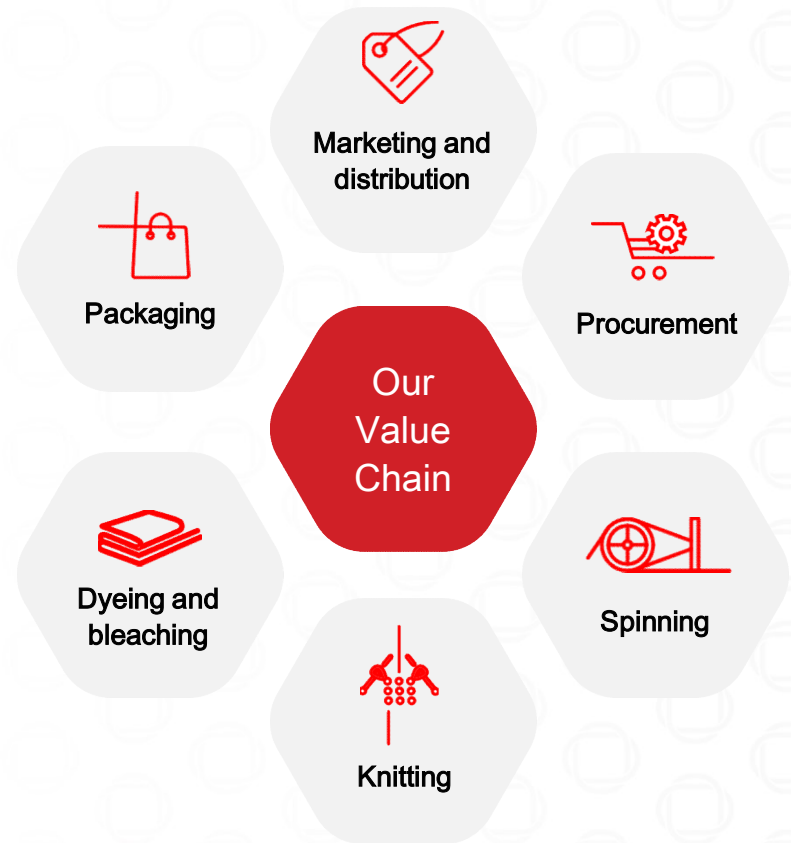 Marketing and
distribution
Packaging
Procurement
Our
Value
Chain
Dyeing and
bleaching
Spinning
Knitting